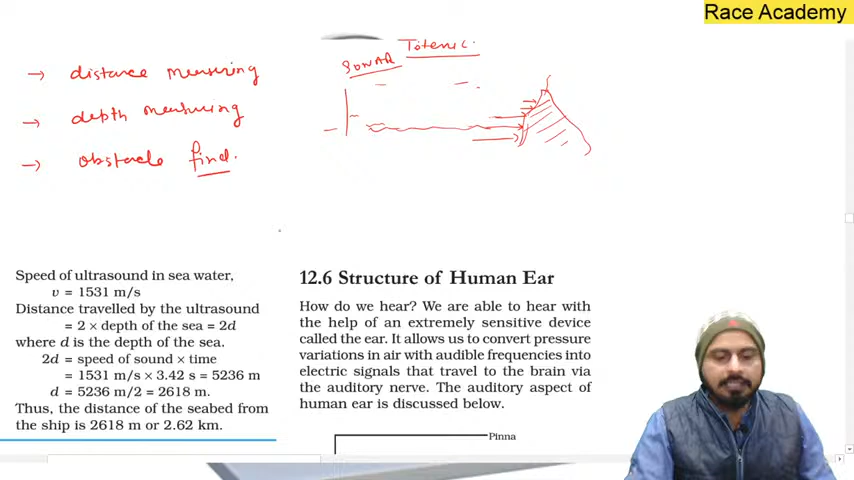 Race Academy
→ distance measuring
→ depth measuring
→ obstacle find.
SONAR
Totenic.
Speed of ultrasound in sea water,
v = 1531 m/s
Distance travelled by the ultrasound
= 2 × depth of the sea = 2d
where d is the depth of the sea.
2d = speed of sound × time
= 1531 m/s × 3.42 s = 5236 m
d = 5236 m/2 = 2618 m.
Thus, the distance of the seabed from
the ship is 2618 m or 2.62 km.
12.6 Structure of Human Ear
How do we hear? We are able to hear with
the help of an extremely sensitive device
called the ear. It allows us to convert pressure
variations in air with audible frequencies into
electric signals that travel to the brain via
the auditory nerve. The auditory aspect of
human ear is discussed below.
Pinna